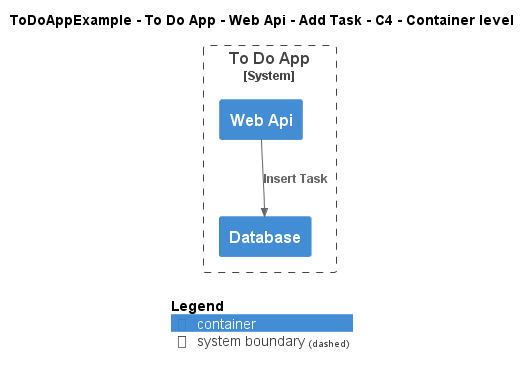 ToDoAppExample - To Do App - Web Api - Add Task - C4 - Container level
To Do App
[System]
Web Api
Insert Task
Database
Legend
container
system boundary (dashed)